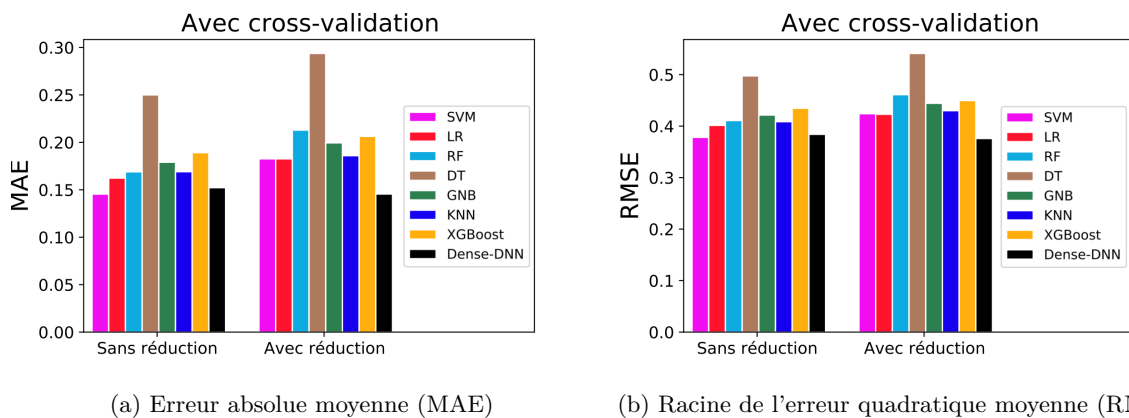 Avec cross-validation
0.30
0.25
0.20
0.15
0.10
0.05
0.00
MAE
SVM
LR
RF
DT
GNB
KNN
XGBoost
Dense-DNN
Sans réduction
Avec réduction
(a) Erreur absolue moyenne (MAE)
Avec cross-validation
0.5
0.4
0.3
0.2
0.1
0.0
RMSE
SVM
LR
RF
DT
GNB
KNN
XGBoost
Dense-DNN
Sans réduction
Avec réduction
(b) Racine de l'erreur quadratique moyenne